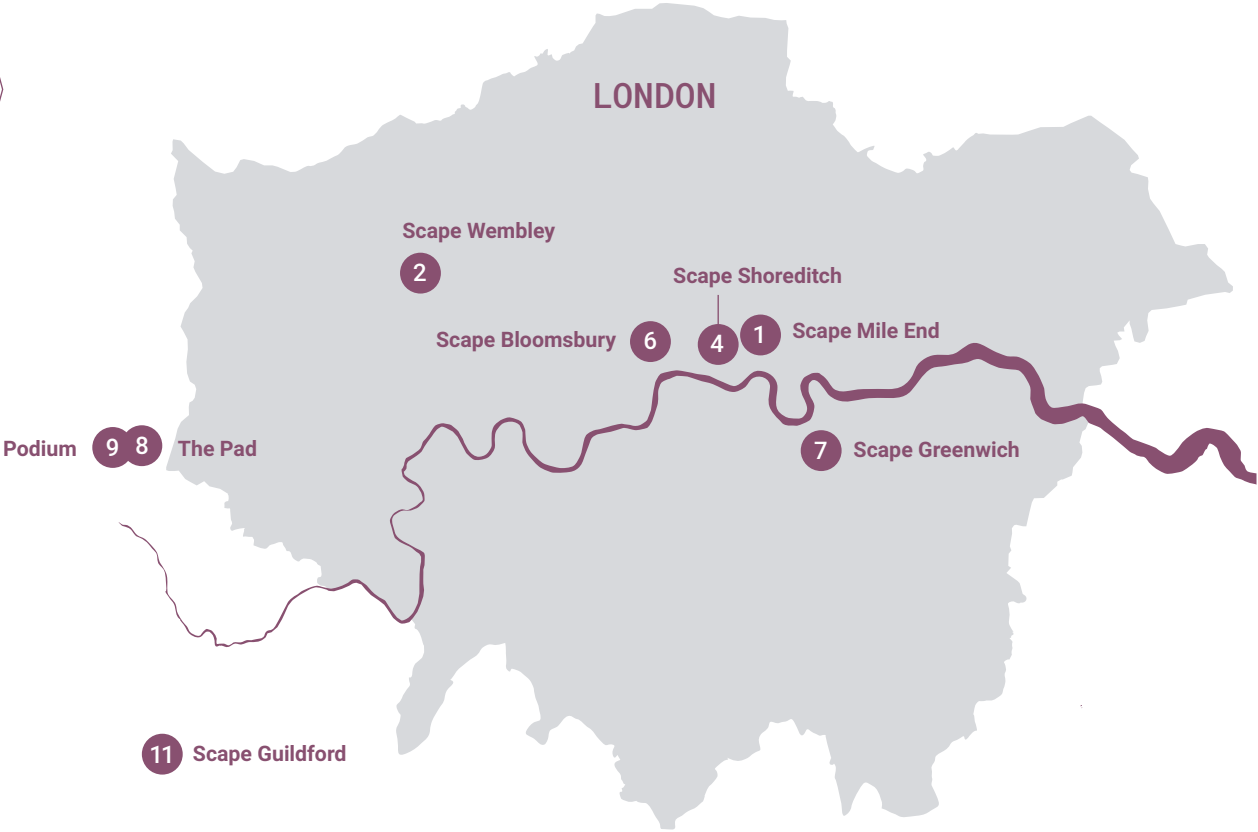 LONDON
Scape Wembley
2
Scape Shoreditch
Scape Bloomsbury 6 4 1 Scape Mile End
Podium 9 8 The Pad
7 Scape Greenwich
11 Scape Guildford